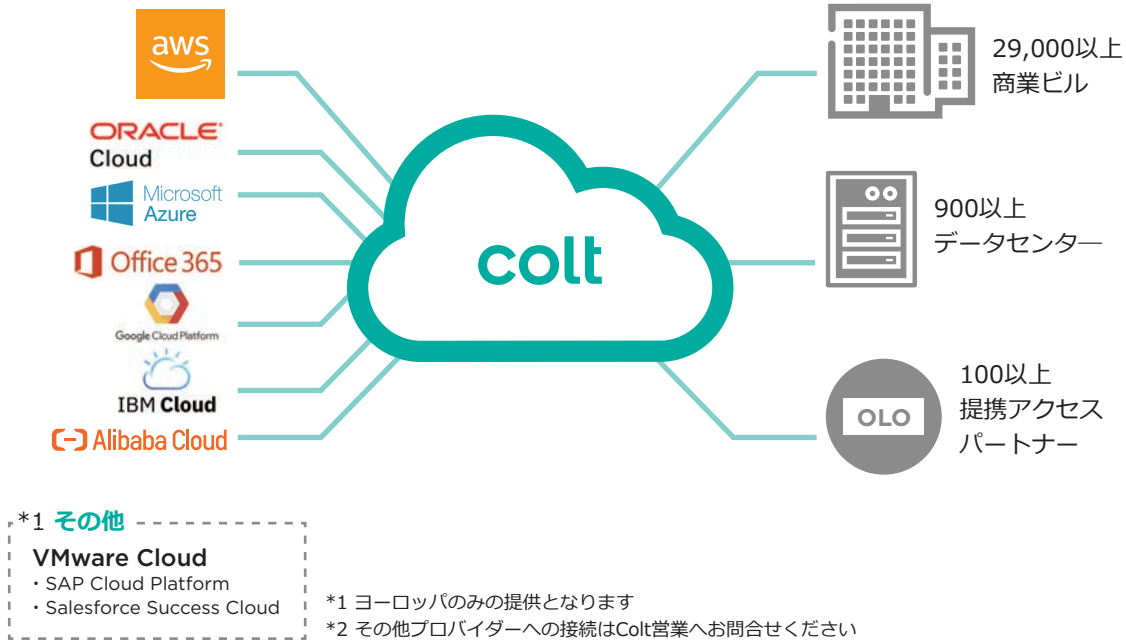 aws
ORACLE
Cloud
Microsoft
Azure
Office 365
Google Cloud Platform
IBM Cloud
Alibaba Cloud
colt
29,000以上
商業ビル
900以上
データセンタ―
OLO
100以上
提携アクセス
パートナー
*1 その他
VMware Cloud
・SAP Cloud Platform
・Salesforce Success Cloud
*1 ヨーロッパのみの提供となります
*2 その他プロバイダーへの接続はColt営業へお問合せください